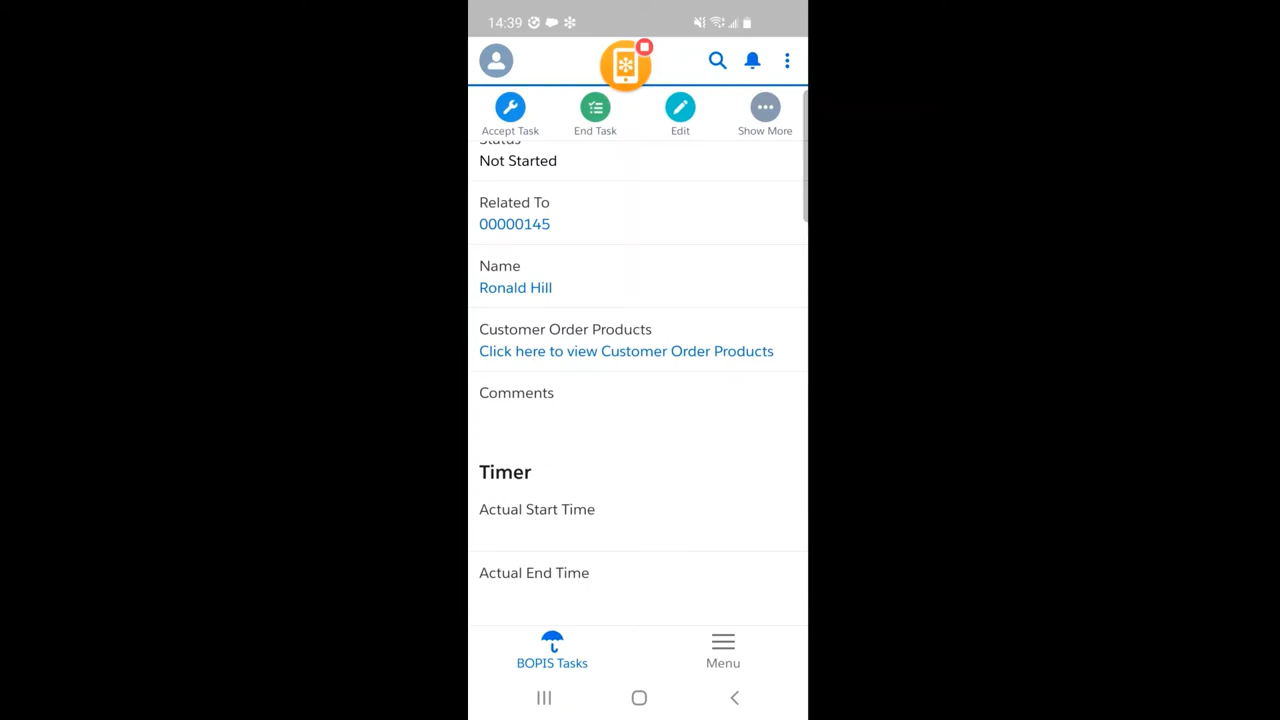 14:39
Accept Task
End Task
Edit
Show More
Status
Not Started
Related To
00000145
Name
Ronald Hill
Customer Order Products
Click here to view Customer Order Products
Comments
Timer
Actual Start Time
Actual End Time
BOPIS Tasks
Menu